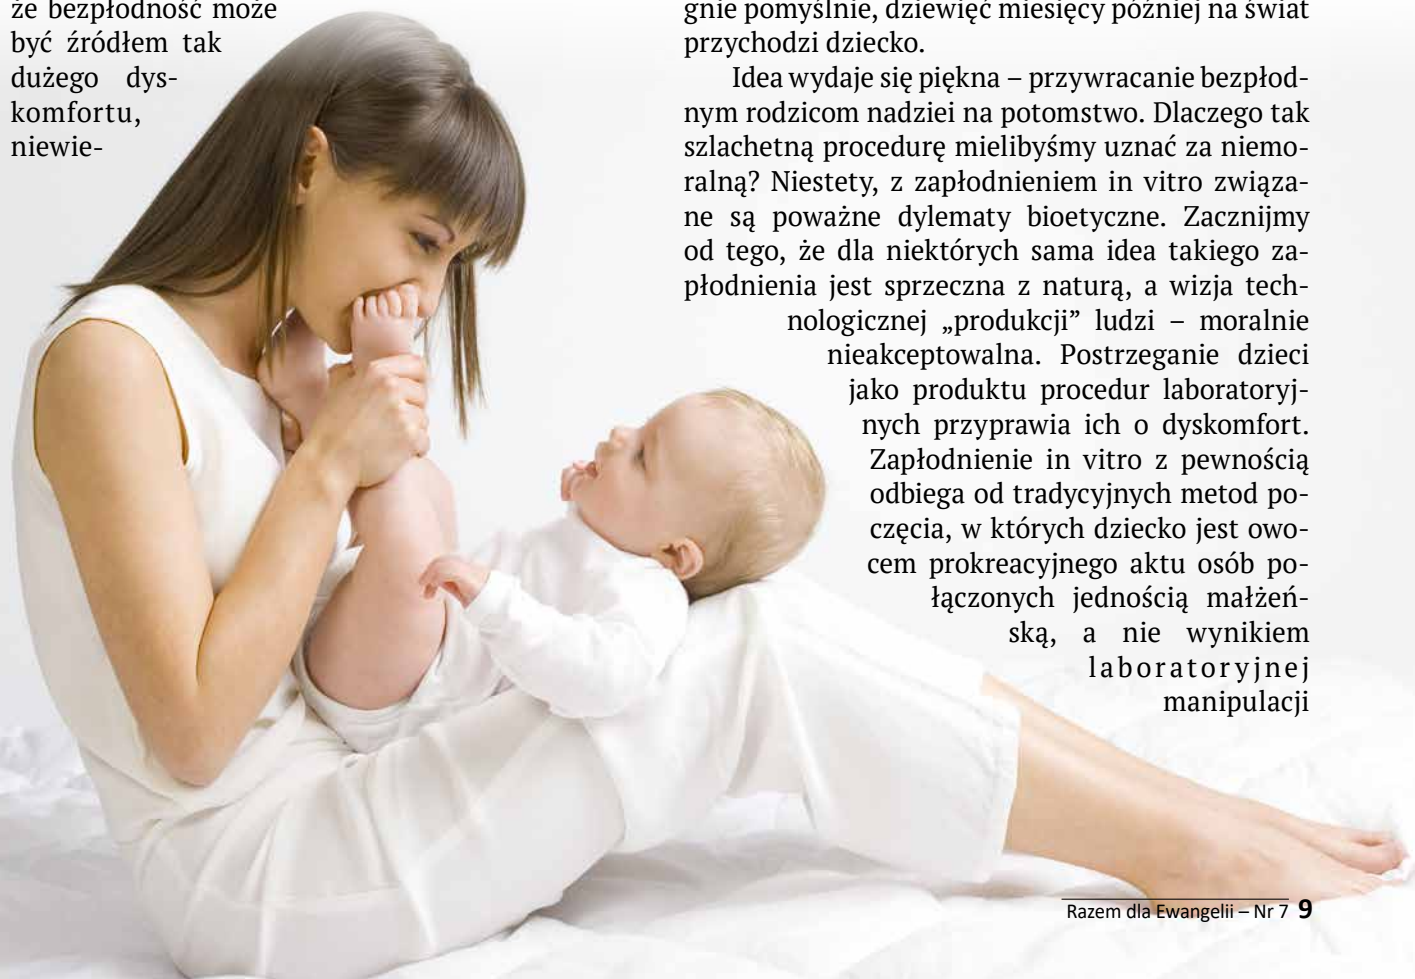 że bezpłodność może
być źródłem tak
dużego dys-
komfortu,
niewie-
gnie pomyślnie, dziewięć miesięcy później na świat
przychodzi dziecko.
Idea wydaje się piękna – przywracanie bezpłod-
nym rodzicom nadziei na potomstwo. Dlaczego tak
szlachetną procedurę mielibyśmy uznać za niemo-
ralną? Niestety, z zapłodnieniem in vitro związa-
ne są poważne dylematy bioetyczne. Zacznijmy
od tego, że dla niektórych sama idea takiego za-
płodnienia jest sprzeczna z naturą, a wizja tech-
nologicznej „produkcji” ludzi – moralnie
nieakceptowalna. Postrzeganie dzieci
jako produktu procedur laboratoryj-
nych przyprawia ich o dyskomfort.
Zapłodnienie in vitro z pewnością
odbiega od tradycyjnych metod po-
częcia, w których dziecko jest owo-
cem prokreacyjnego aktu osób po-
łączonych jednością małżeń-
ską, a nie wynikiem
laboratoryjnej
manipulacji
Razem dla Ewangelii – Nr 7 9